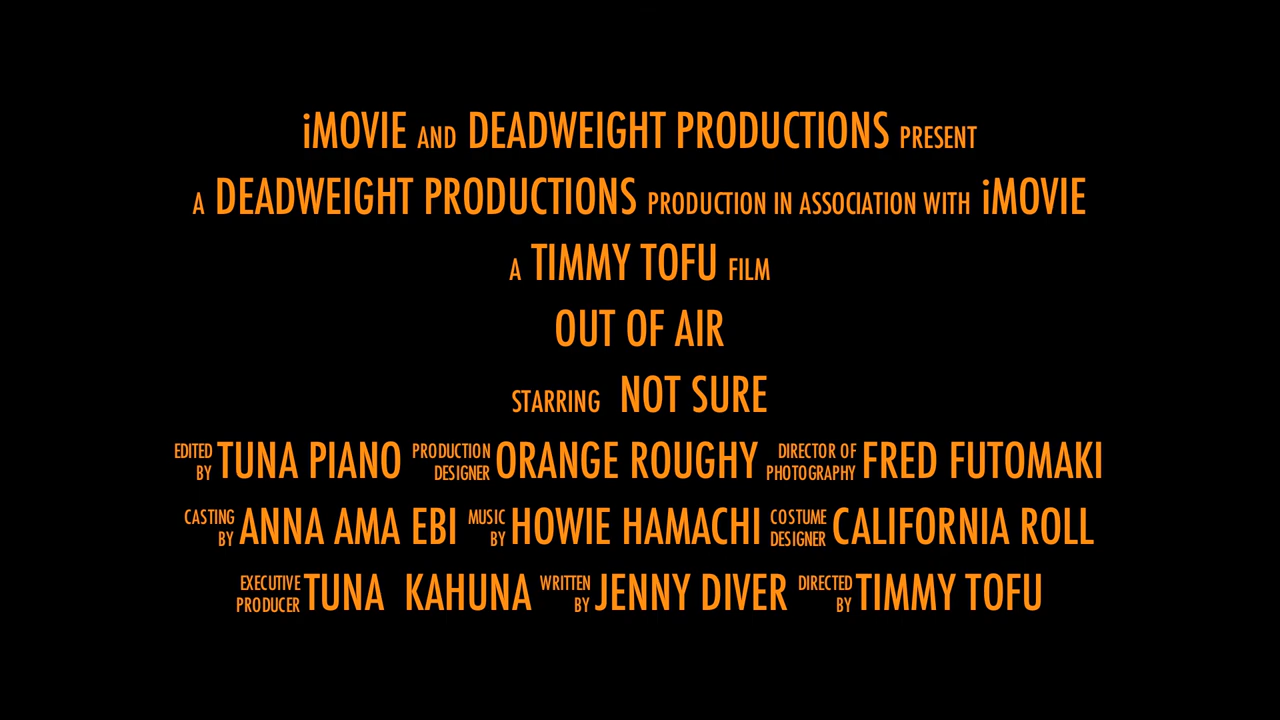 iMOVIE AND DEADWEIGHT PRODUCTIONS PRESENT
A DEADWEIGHT PRODUCTIONS PRODUCTION IN ASSOCIATION WITH iMOVIE
A TIMMY TOFU FILM
OUT OF AIR
STARRING NOT SURE
EDITED BY TUNA PIANO PRODUCTION DESIGNER ORANGE ROUGHY DIRECTOR OF PHOTOGRAPHY FRED FUTOMAKI
CASTING BY ANNA AMA EBI MUSIC BY HOWIE HAMACHI COSTUME DESIGNER CALIFORNIA ROLL
EXECUTIVE PRODUCER TUNA KAHUNA WRITTEN BY JENNY DIVER DIRECTED BY TIMMY TOFU